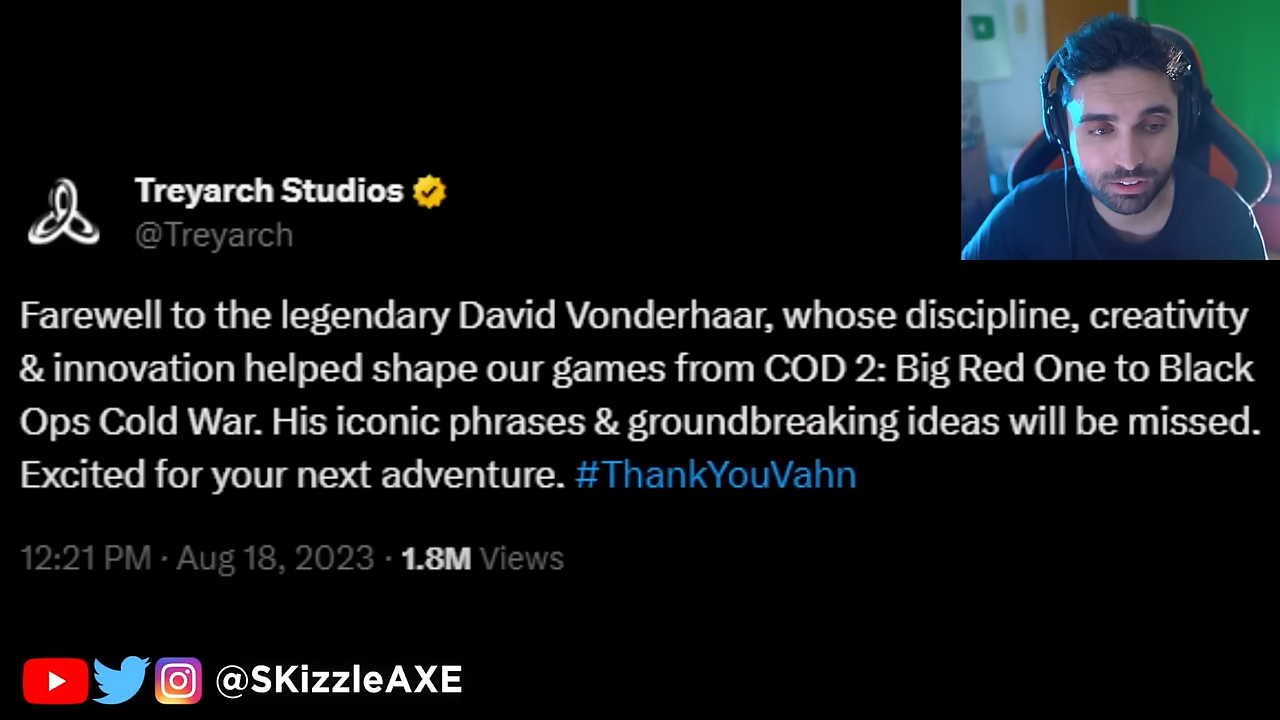 Treyarch Studios
@Treyarch
Farewell to the legendary David Vonderhaar, whose discipline, creativity
& innovation helped shape our games from COD 2: Big Red One to Black
Ops Cold War. His iconic phrases & groundbreaking ideas will be missed.
Excited for your next adventure. #ThankYouVahn
12:21 PM · Aug 18, 2023 · 1.8M Views
@SKizzleAXE